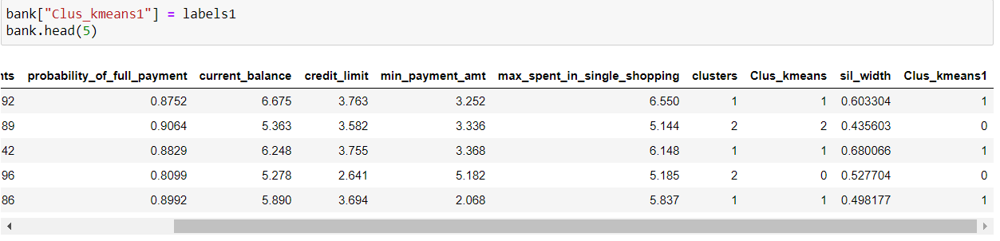 bank["Clus_kmeans1"] = labels1
bank.head(5)
nts probability_of_full_payment current_balance credit_limit min_payment_amt max_spent_in_single_shopping clusters Clus_kmeans sil_width Clus_kmeans1
92 0.8752 6.675 3.763 3.252 6.550 1 1 0.603304 1
89 0.9064 5.363 3.582 3.336 5.144 2 2 0.435603 0
42 0.8829 6.248 3.755 3.368 6.148 1 1 0.680066 1
96 0.8099 5.278 2.641 5.182 5.185 2 0 0.527704 0
86 0.8992 5.890 3.694 2.068 5.837 1 1 0.498177 1